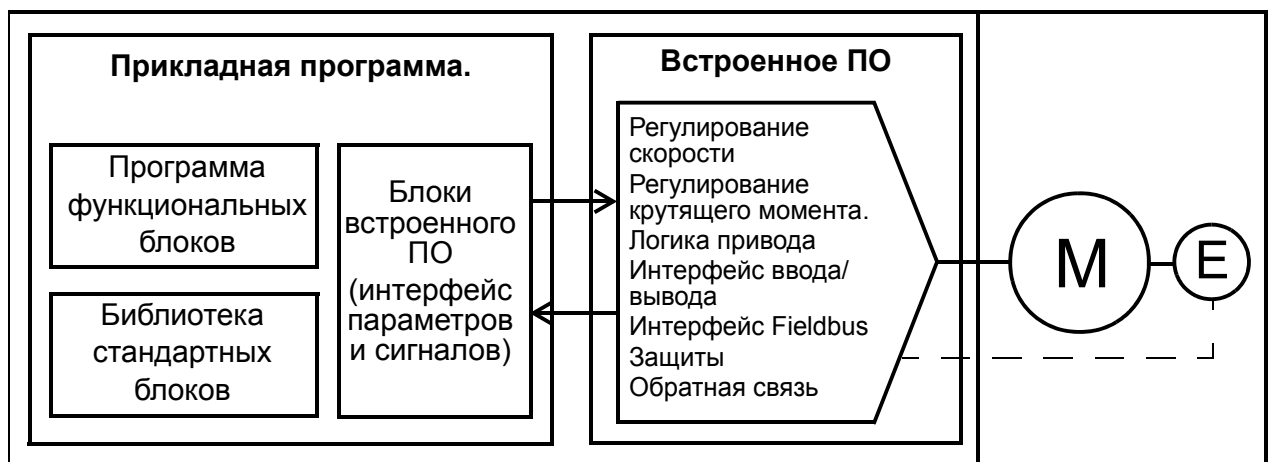 Прикладная программа.
Программа
функциональных
блоков
Библиотека
стандартных
блоков
Блоки
встроенного
ПО
(интерфейс
параметров
и сигналов)
Встроенное ПО
Регулирование
скорости
Регулирование
крутящего момента.
Логика привода
Интерфейс ввода/
вывода
Интерфейс Fieldbus
Защиты
Обратная связь
M
E